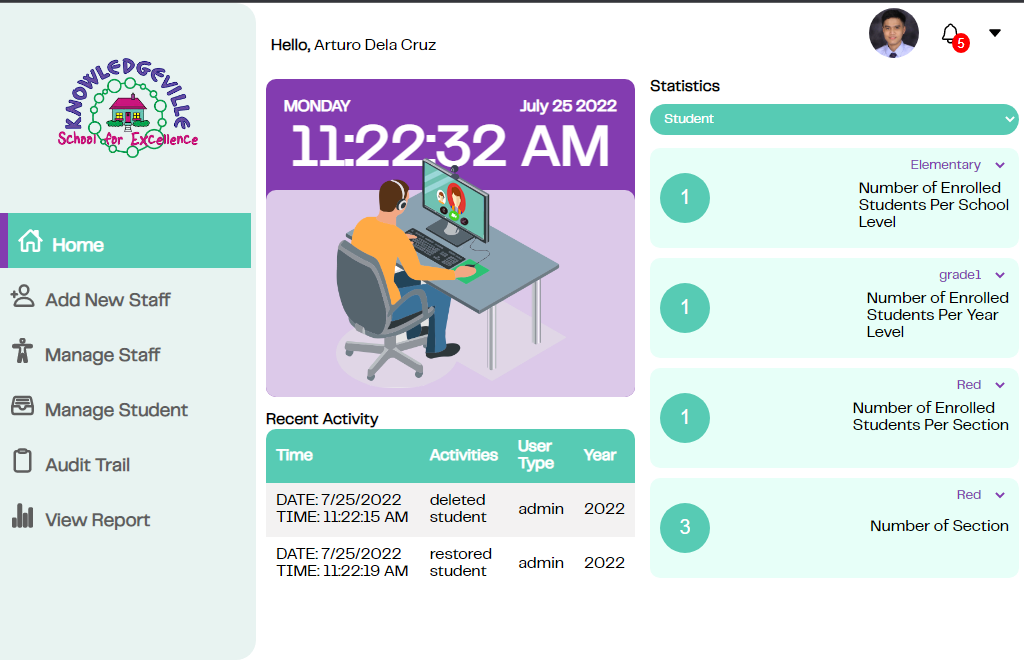 KNOWLEDGEVILLE
School for Excellence
Home
Add New Staff
Manage Staff
Manage Student
Audit Trail
View Report
Hello, Arturo Dela Cruz
5
MONDAY
July 25 2022
11:22:32 AM
Recent Activity
Time Activities User Type Year
DATE: 7/25/2022 deleted
TIME: 11:22:15 AM student admin 2022
DATE: 7/25/2022 restored
TIME: 11:22:19 AM student admin 2022
Statistics
Student
Elementary
1
Number of Enrolled
Students Per School
Level
grade1
1
Number of Enrolled
Students Per Year
Level
Red
1
Number of Enrolled
Students Per Section
Red
3
Number of Section